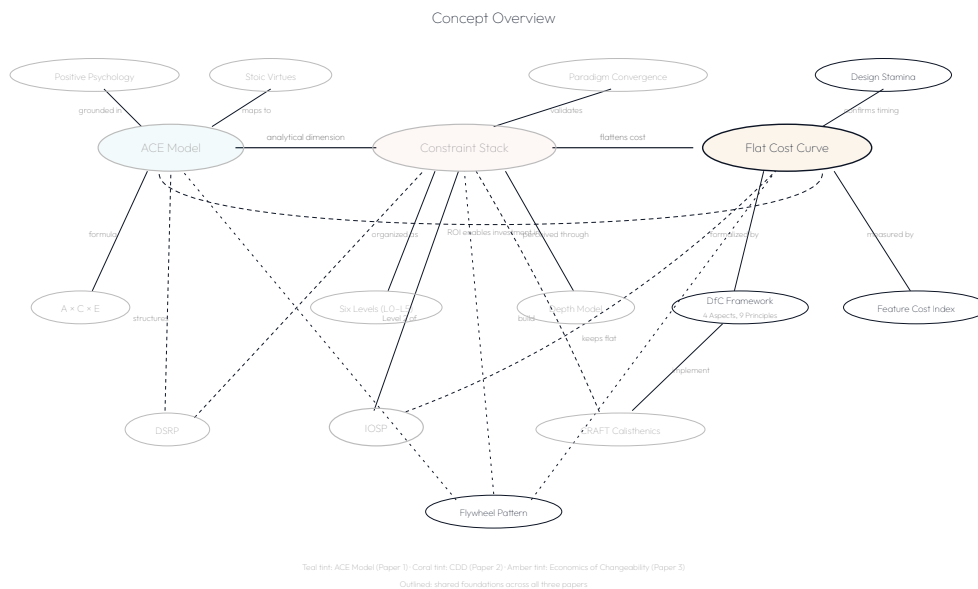 Concept Overview
Positive Psychology
Stoic Virtues
Paradigm Convergence
Design Stamina
grounded in
maps to
validates
confirms timing
ACE Model
analytical dimension
Constraint Stack
flattens cost
Flat Cost Curve
formula
organized as
ROI enables investment in
perceived through
formalized by
measured by
A × C × E
Six Levels (L0–L5)
Depth Model
DfC Framework
4 Aspects, 9 Principles
Feature Cost Index
structures
Level 2 of
build
keeps flat
implement
DSRP
IOSP
CRAFT Calisthenics
Flywheel Pattern
Teal tint: ACE Model (Paper 1) · Coral tint: CDD (Paper 2) · Amber tint: Economics of Changeability (Paper 3)
Outlined: shared foundations across all three papers